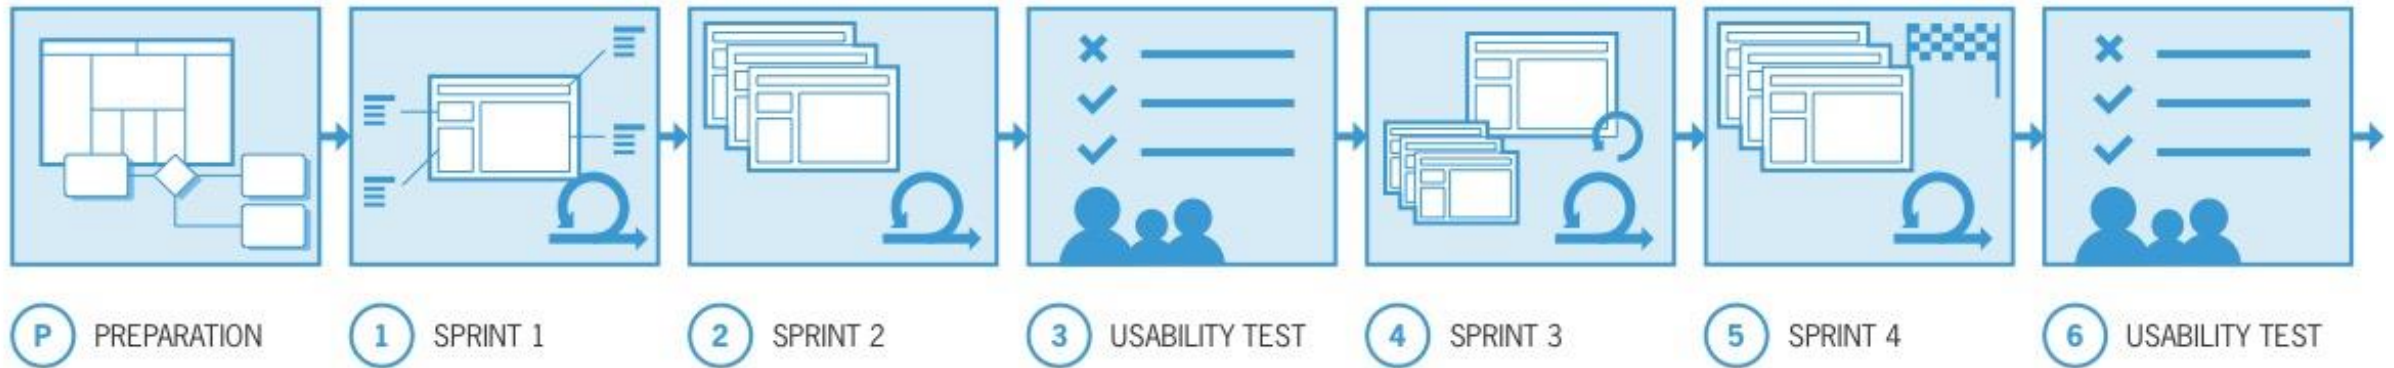 P PREPARATION
1 SPRINT 1
2 SPRINT 2
3 USABILITY TEST
4 SPRINT 3
5 SPRINT 4
6 USABILITY TEST